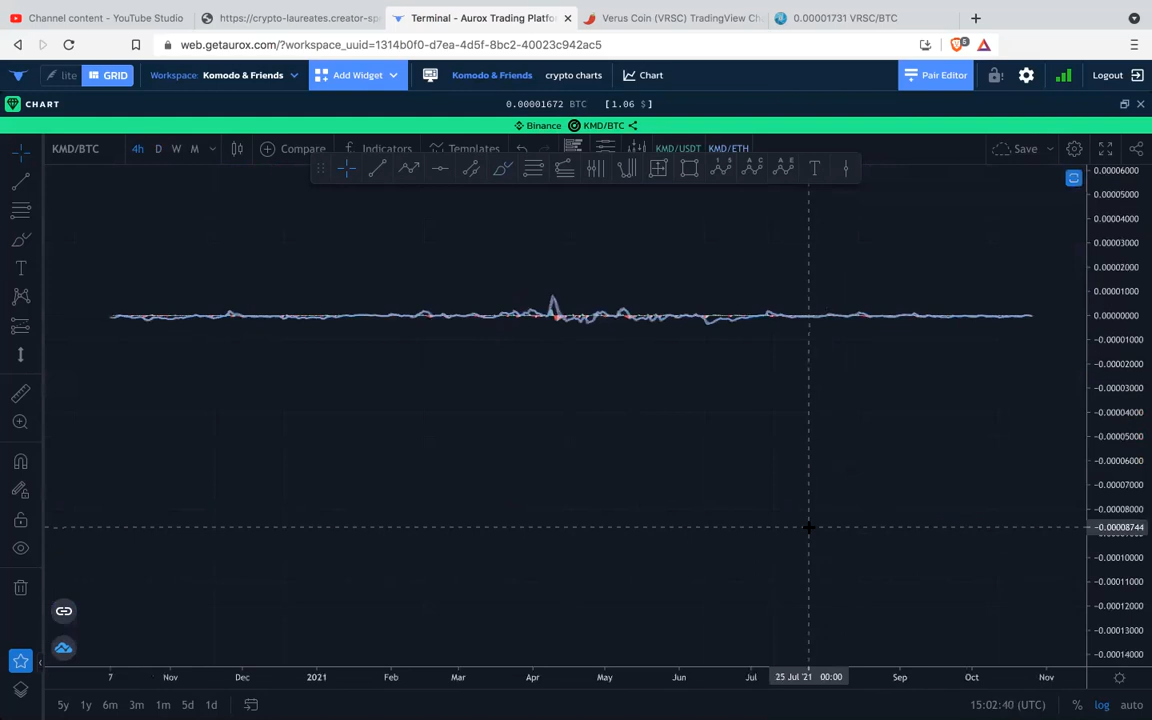 Channel content - YouTube Studio
https://crypto-laureates.creator-sp
Terminal - Aurox Trading Platfo
Verus Coin (VRSC) TradingView Ch
0.00001731 VRSC/BTC
web.getaurox.com/?workspace_uuid=1314b0f0-d7ea-4d5f-8bc2-40023c942ac5
5
lite GRID Workspace: Komodo & Friends Add Widget Komodo & Friends crypto charts Chart Pair Editor Logout
CHART 0.00001672 BTC [1.06 $]
Binance KMD/BTC
KMD/BTC 4h D W M Compare Indicators Templates KMD/USDT KMD/ETH Save
0.00006000
0.00005000
0.00004000
0.00003000
0.00002000
0.00001000
0.00000000
−0.00001000
−0.00002000
−0.00003000
−0.00004000
−0.00005000
−0.00006000
−0.00007000
−0.00008000
−0.00008744
−0.00010000
−0.00011000
−0.00012000
−0.00013000
−0.00014000
7 Nov Dec 2021 Feb Mar Apr May Jun Jul 25 Jul '21 00:00 Sep Oct Nov
5y 1y 6m 3m 1m 5d 1d 15:02:40 (UTC) % log auto